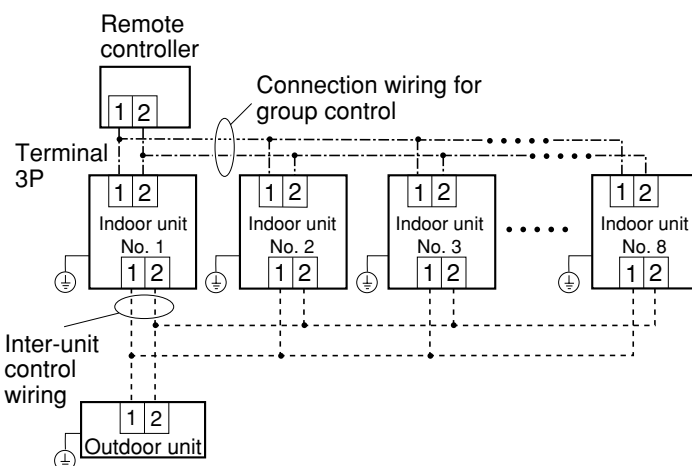 Remote
controller
1 2
Connection wiring for
group control
Terminal
3P
1 2
Indoor unit
No. 1
1 2
1 2
Indoor unit
No. 2
1 2
1 2
Indoor unit
No. 3
1 2
1 2
Indoor unit
No. 8
1 2
Inter-unit
control
wiring
1 2
Outdoor unit